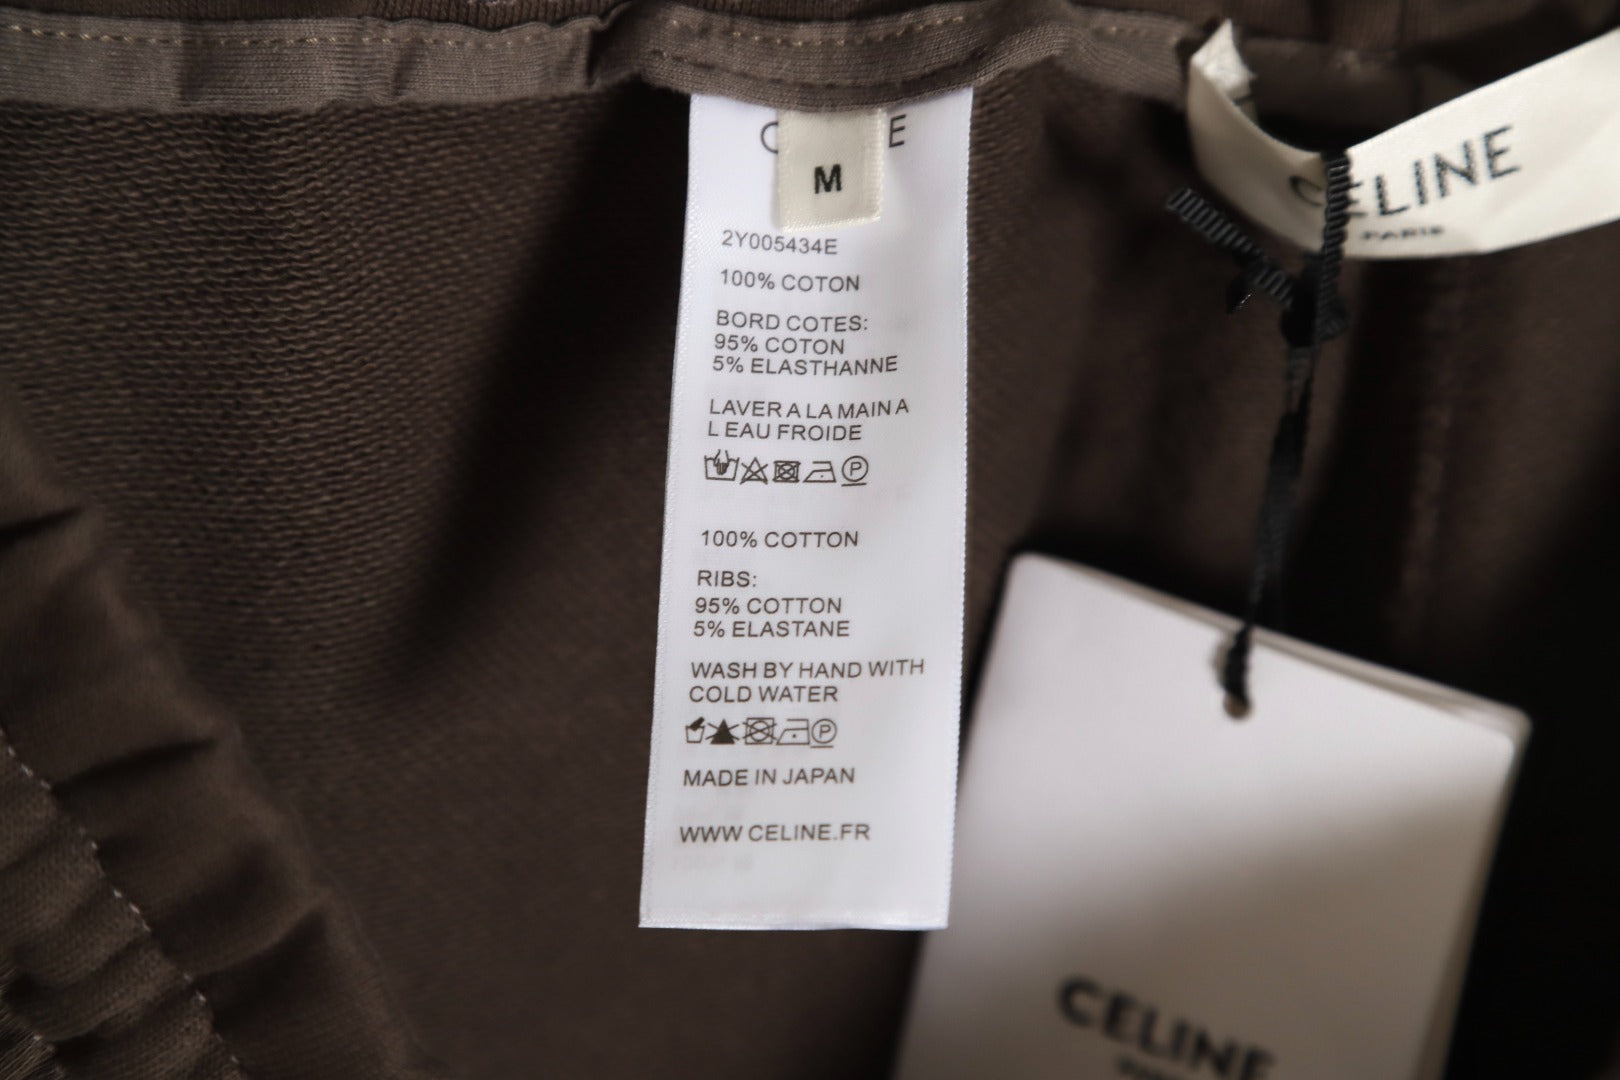 CELINE
PARIS
M
2Y005434E
100% COTON
BORD COTES:
95% COTON
5% ELASTHANNE
LAVER A LA MAIN A
L EAU FROIDE
P
100% COTTON
RIBS:
95% COTTON
5% ELASTANE
WASH BY HAND WITH
COLD WATER
P
MADE IN JAPAN
WWW CELINE.FR
CELINE